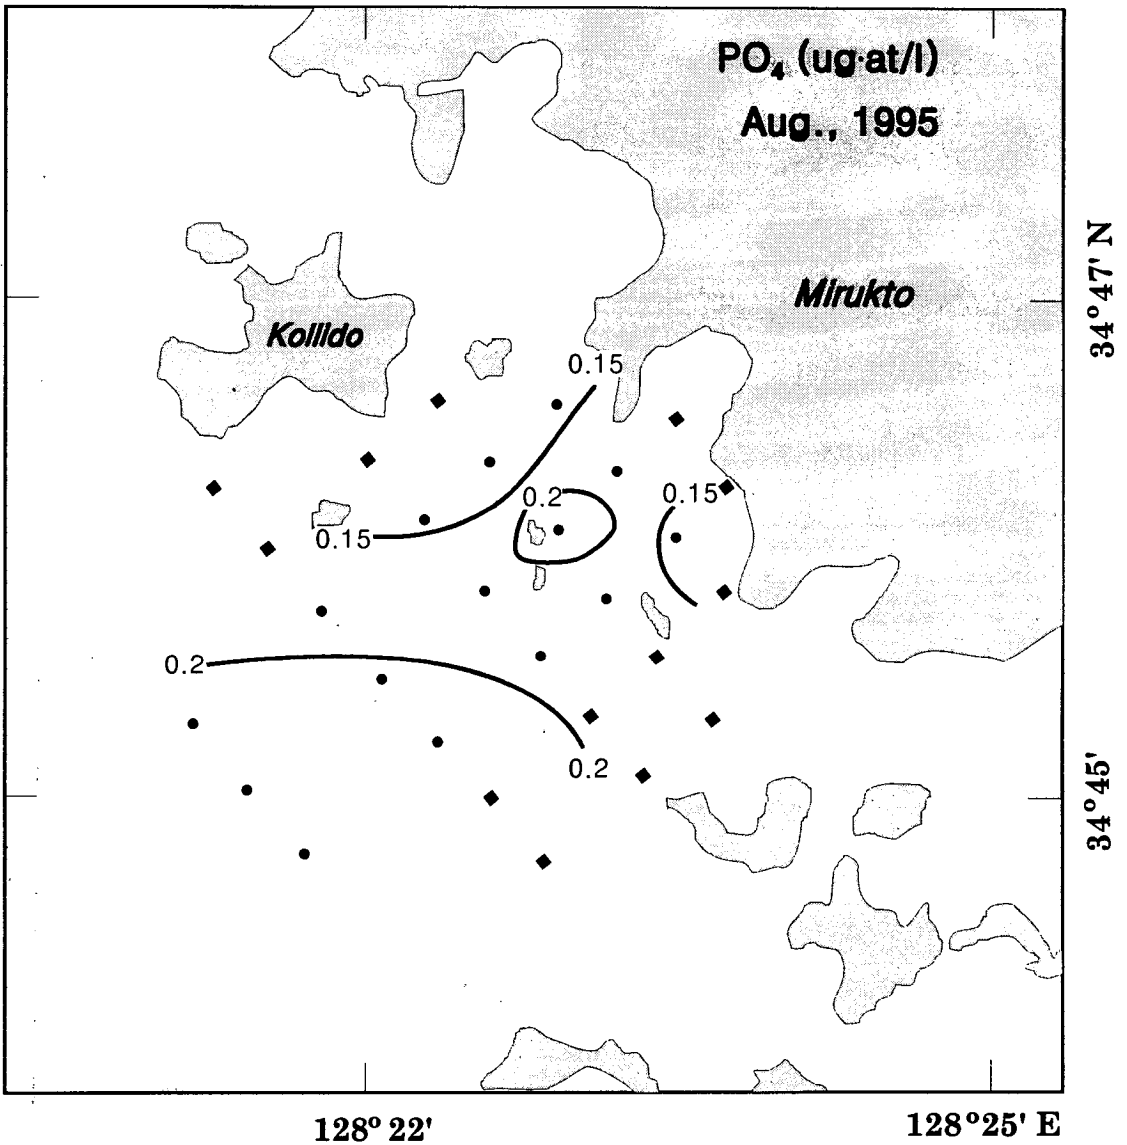 PO₄ (ug·at/l)
Aug., 1995
34°47' N
Mirukto
Kollido
0.15
0.15
0.2
0.15
0.2
0.2
34°45'
128°22'
128°25' E